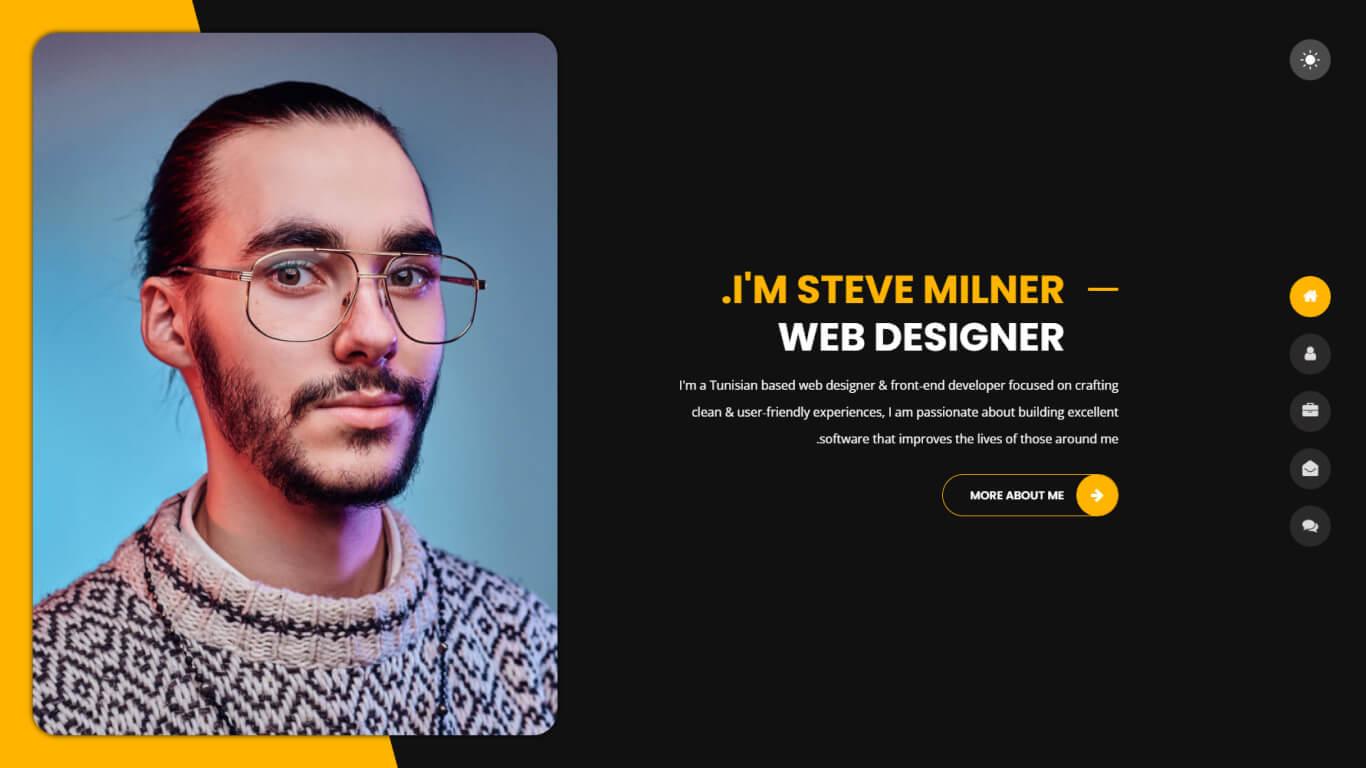 .I'M STEVE MILNER
WEB DESIGNER
I'm a Tunisian based web designer & front-end developer focused on crafting
clean & user-friendly experiences, I am passionate about building excellent
.software that improves the lives of those around me
MORE ABOUT ME